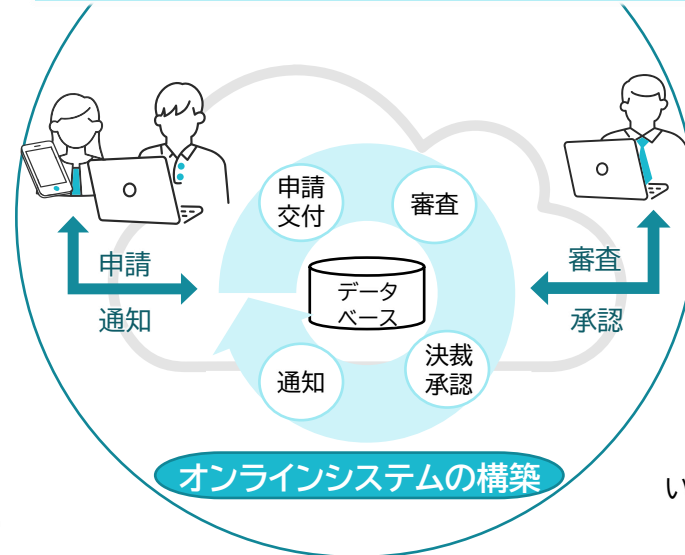 申請
交付
審査
申請
通知
データ
ベース
審査
承認
通知
決裁
承認
オンラインシステムの構築
い